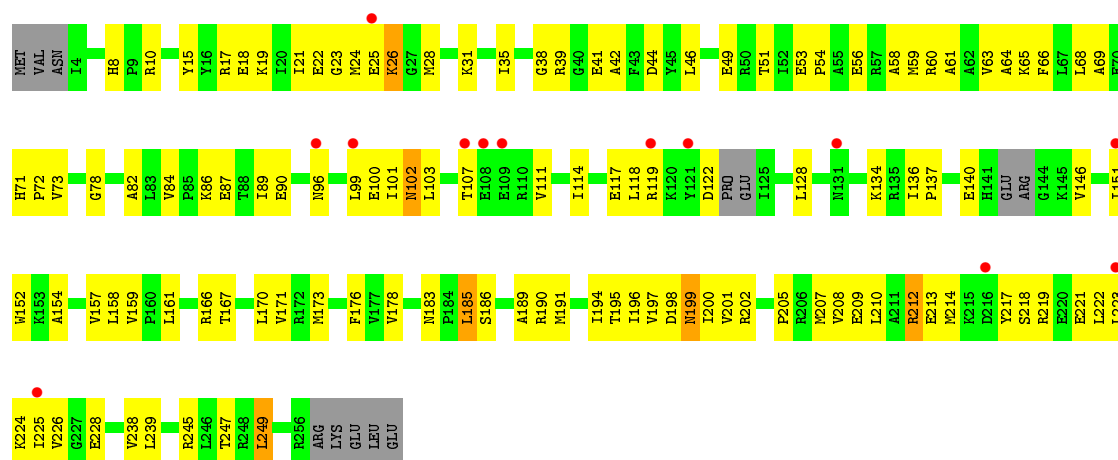 MET VAL ASN I4 H8 P9 R10 Y15 Y16 R17 E18 K19 I20 I21 E22 G23 M24 E25 K26 G27 M28 K31 I35 G38 R39 G40 E41 A42 F43 D44 Y45 L46 E49 R50 T51 I52 E53 P54 A55 E56 R57 A58 M59 R60 A61 A62 V63 A64 K65 F66 L67 L68 A69
H71 P72 V73 G78 A82 L83 V84 P85 K86 E87 T88 I89 E90 N96 L99 E100 I101 N102 L103 T107 E108 E109 R110 V111 I114 E117 L118 R119 K120 Y121 D122 PRO GLU I125 L128 N131 K134 R135 I136 P137 E140 H141 GLU ARG G144 K145 V146
W152 K153 A154 V157 L158 V159 P160 L161 R166 T167 L170 V171 R172 M173 F176 V177 V178 N183 P184 L185 S186 A189 R190 M191 I194 T195 I196 V197 D198 N199 I200 V201 R202 P205 R206 M207 V208 E209 L210 A211 R212 E213 M214 K215 D216 Y217 S218 R219 E220 E221 L222
K224 I225 V226 G227 E228 V238 L239 R245 L246 T247 R248 L249 R256 ARG LYS GLU LEU GLU